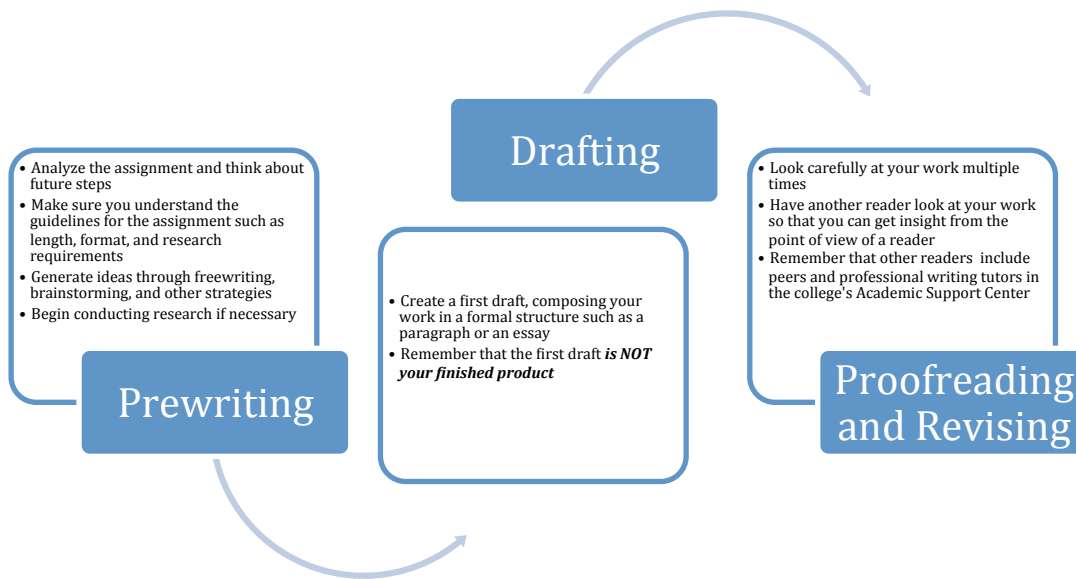 • Analyze the assignment and think about
future steps
• Make sure you understand the
guidelines for the assignment such as
length, format, and research
requirements
• Generate ideas through freewriting,
brainstorming, and other strategies
• Begin conducting research if necessary
Prewriting
Drafting
• Create a first draft, composing your
work in a formal structure such as a
paragraph or an essay
• Remember that the first draft is NOT
your finished product
• Look carefully at your work multiple
times
• Have another reader look at your work
so that you can get insight from the
point of view of a reader
• Remember that other readers include
peers and professional writing tutors in
the college's Academic Support Center
Proofreading
and Revising